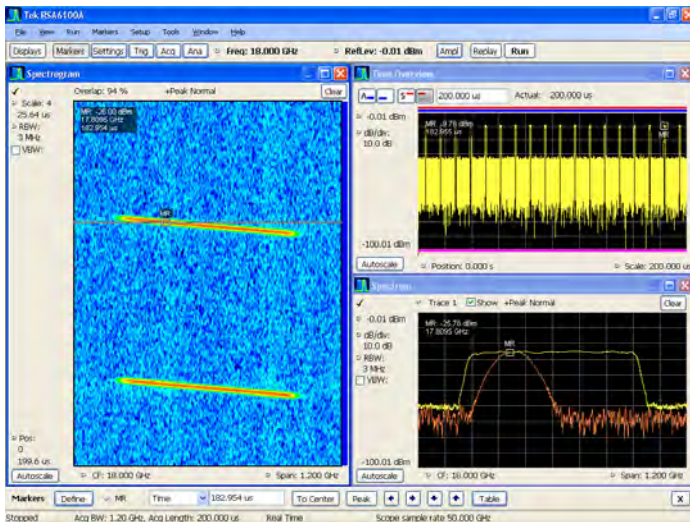 Tek RSA6100A
File View Run Markers Setup Tools Window Help
Displays Markers Settings Trig Acq Ana Freq: 18.000 GHz RefLev: -0.01 dBm Ampl Replay Run
Spectrogram
Overlap: 94 % +Peak Normal Clear
Scale: 4
25.64 us
RBW:
3 MHz
VBW:
MR: -26.00 dBm
17.8095 GHz
182.954 us
MR
Pos:
0
199.6 us
Autoscale CF: 18.000 GHz Span: 1.200 GHz
Time Overview
A S 200.000 us Actual: 200.000 us
-0.01 dBm
dB/div:
10.0 dB
MR: -9.78 dBm
182.955 us
MR
-100.01 dBm
Autoscale Position: 0.000 s Scale: 200.000 us
Spectrum
Trace 1 Show +Peak Normal Clear
-0.01 dBm
dB/div:
10.0 dB
RBW:
3 MHz
VBW:
MR: -26.78 dBm
17.8095 GHz
MR
-100.01 dBm
Autoscale CF: 18.000 GHz Span: 1.200 GHz
Markers Define MR Time 182.954 us To Center Peak Table X
Stopped Acq BW: 1.20 GHz, Acq Length: 200.000 us Real Time Scope sample rate 50.000 GHz